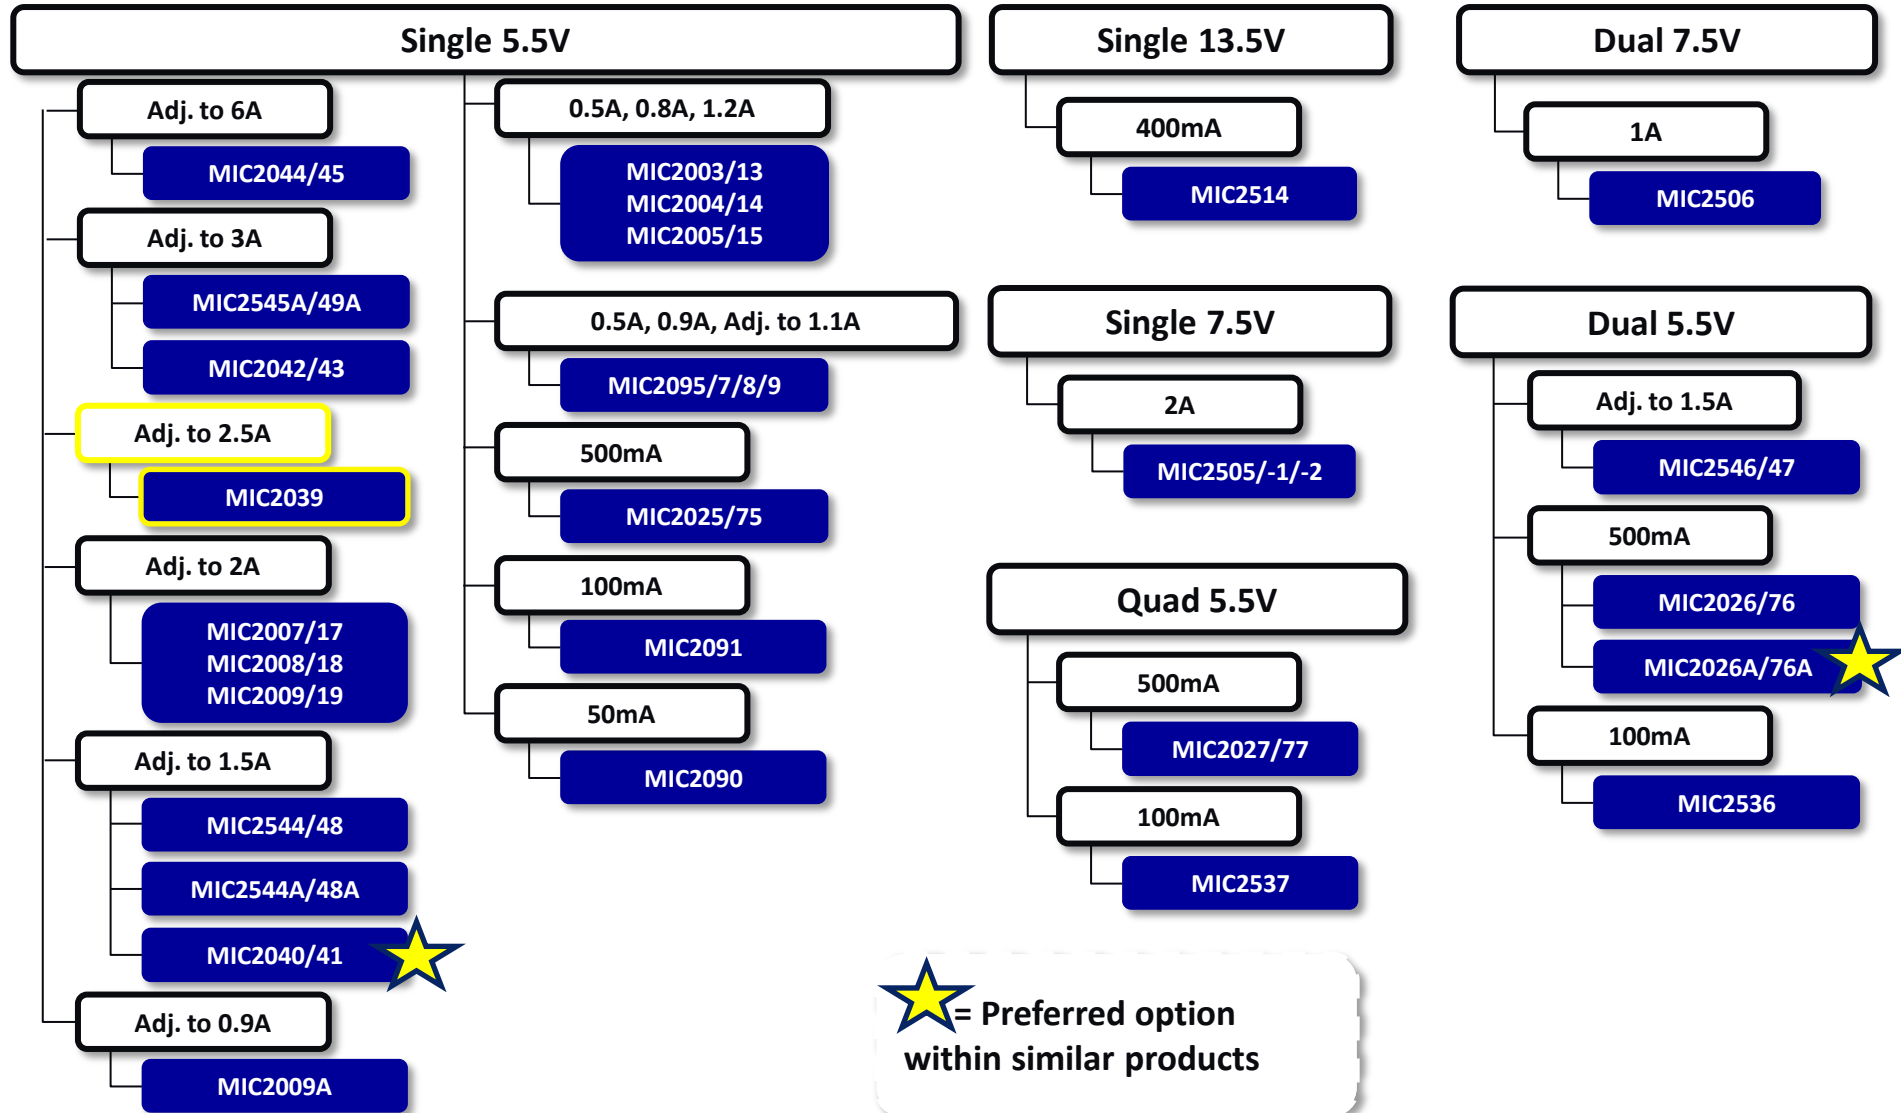 Single 5.5V
Adj. to 6A
MIC2044/45
Adj. to 3A
MIC2545A/49A
MIC2042/43
Adj. to 2.5A
MIC2039
Adj. to 2A
MIC2007/17
MIC2008/18
MIC2009/19
Adj. to 1.5A
MIC2544/48
MIC2544A/48A
MIC2040/41
Adj. to 0.9A
MIC2009A
0.5A, 0.8A, 1.2A
MIC2003/13
MIC2004/14
MIC2005/15
0.5A, 0.9A, Adj. to 1.1A
MIC2095/7/8/9
500mA
MIC2025/75
100mA
MIC2091
50mA
MIC2090
Single 13.5V
400mA
MIC2514
Single 7.5V
2A
MIC2505/-1/-2
Quad 5.5V
500mA
MIC2027/77
100mA
MIC2537
Dual 7.5V
1A
MIC2506
Dual 5.5V
Adj. to 1.5A
MIC2546/47
500mA
MIC2026/76
MIC2026A/76A
100mA
MIC2536
= Preferred option
within similar products